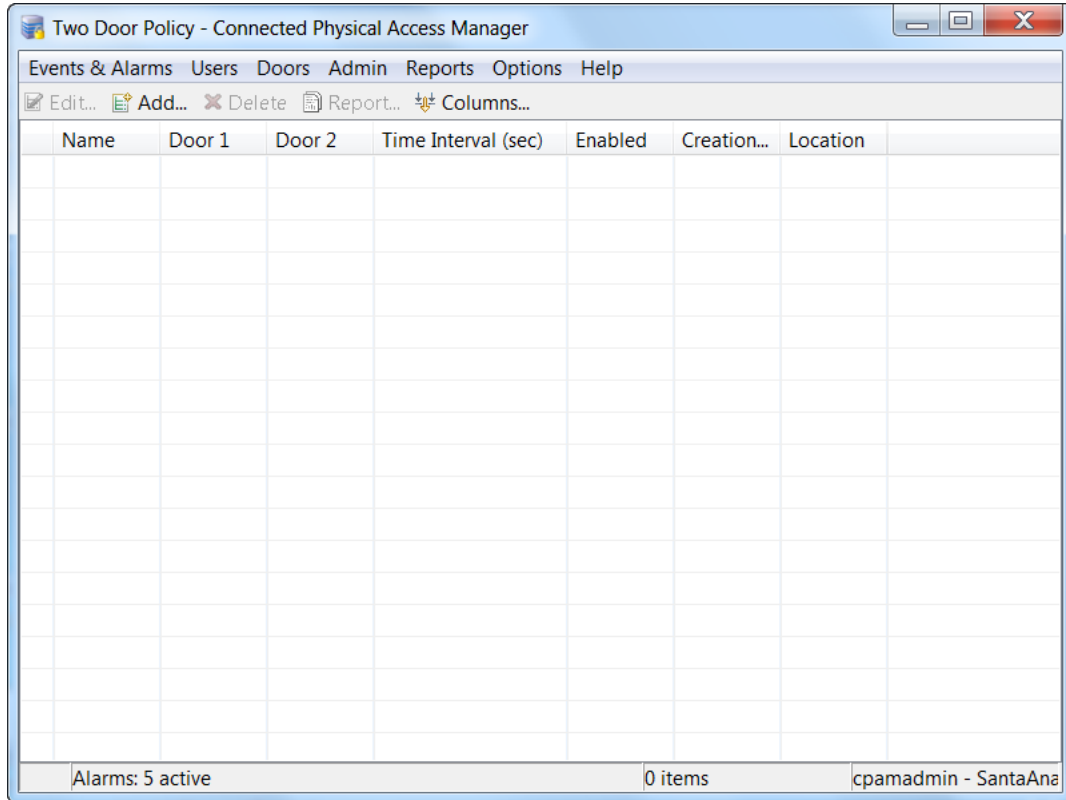 Two Door Policy - Connected Physical Access Manager
Events & Alarms Users Doors Admin Reports Options Help
Edit... Add... Delete Report... Columns...
Name Door 1 Door 2 Time Interval (sec) Enabled Creation... Location
Alarms: 5 active 0 items cpamadmin - SantaAna